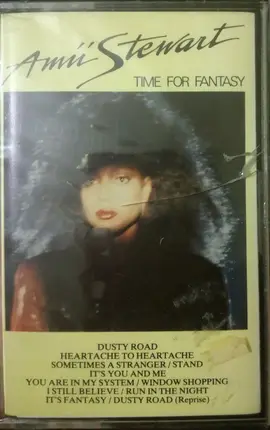 Amii Stewart
TIME FOR FANTASY
DUSTY ROAD
HEARTACHE TO HEARTACHE
SOMETIMES A STRANGER / STAND
IT'S YOU AND ME
YOU ARE IN MY SYSTEM / WINDOW SHOPPING
I STILL BELIEVE / RUN IN THE NIGHT
IT'S FANTASY / DUSTY ROAD (Reprise)